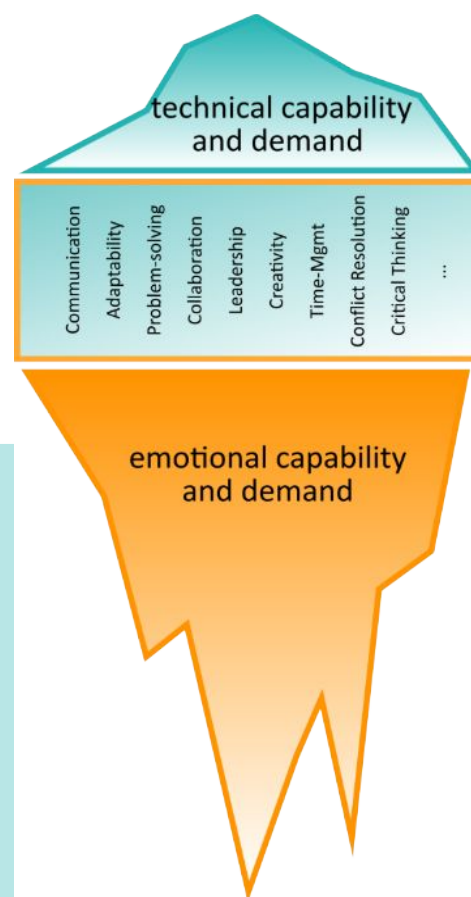 technical capability
and demand
Communication
Adaptability
Problem-solving
Collaboration
Leadership
Creativity
Time-Mgmt
Conflict Resolution
Critical Thinking
...
emotional capability
and demand